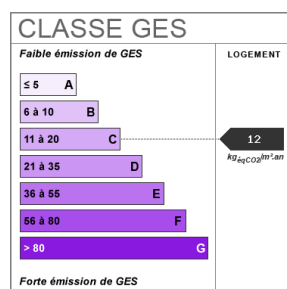 CLASSE GES
Faible émission de GES
LOGEMENT
≤ 5 A
6 à 10 B
11 à 20 C
12
kgéqCO2/m².an
21 à 35 D
36 à 55 E
56 à 80 F
> 80 G
Forte émission de GES